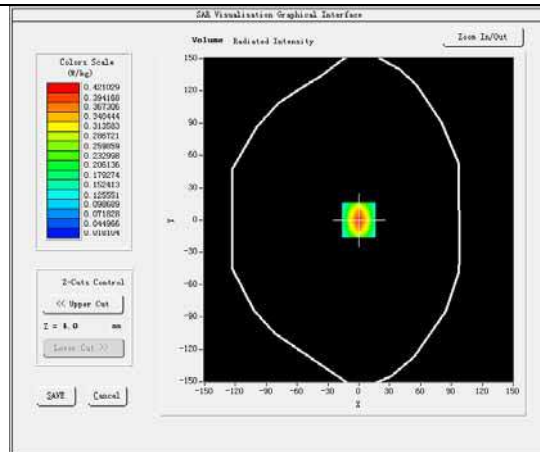 SAR Visualisation Graphical Interface
Volume Radiated Intensity
Zoom In/Out
Colors Scale
(W/kg)
0.421029
0.394168
0.367306
0.340444
0.313583
0.286721
0.259859
0.232998
0.206136
0.179274
0.152413
0.125551
0.098689
0.071828
0.044966
0.018104
Z-Cuts Control
<< Upper Cut
Z = 4.0 mm
Lower Cut >>
SAVE
Cancel
150
120
90
60
30
0
-30
-60
-90
-120
-150
Y
-150 -120 -90 -60 -30 0 30 60 90 120 150
X